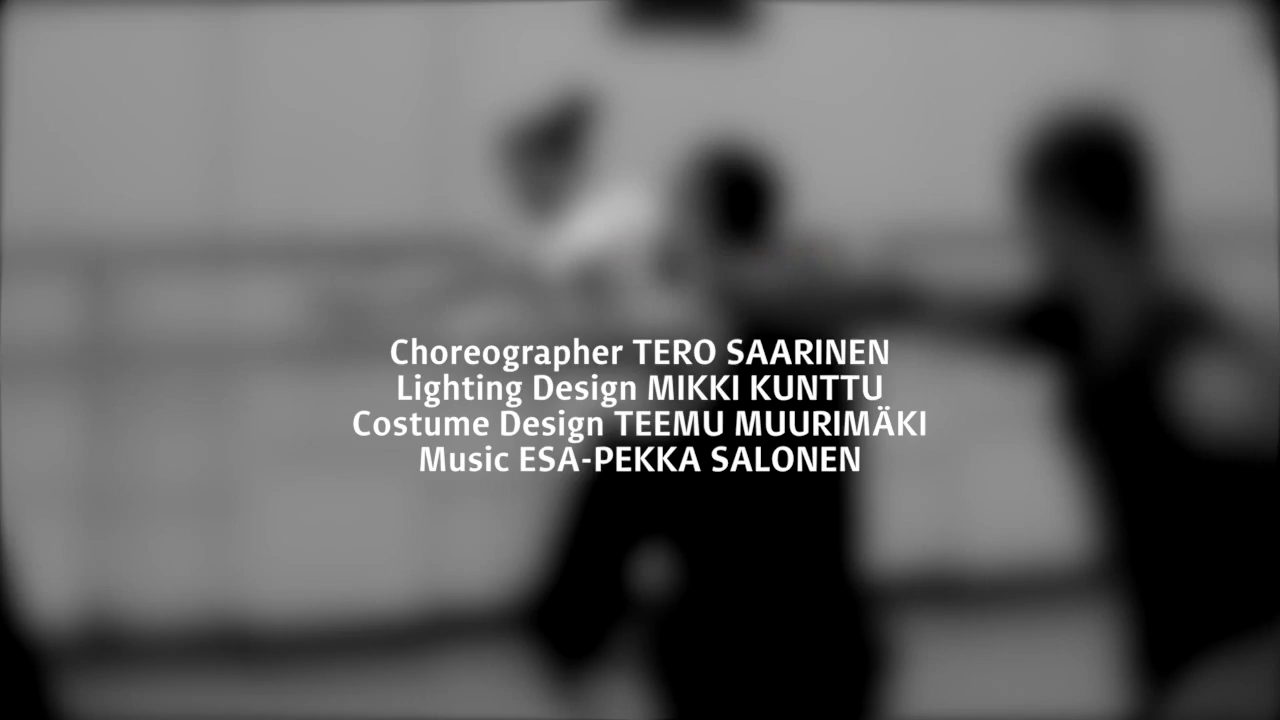 Choreographer TERO SAARINEN
Lighting Design MIKKI KUNTTU
Costume Design TEEMU MUURIMÄKI
Music ESA-PEKKA SALONEN